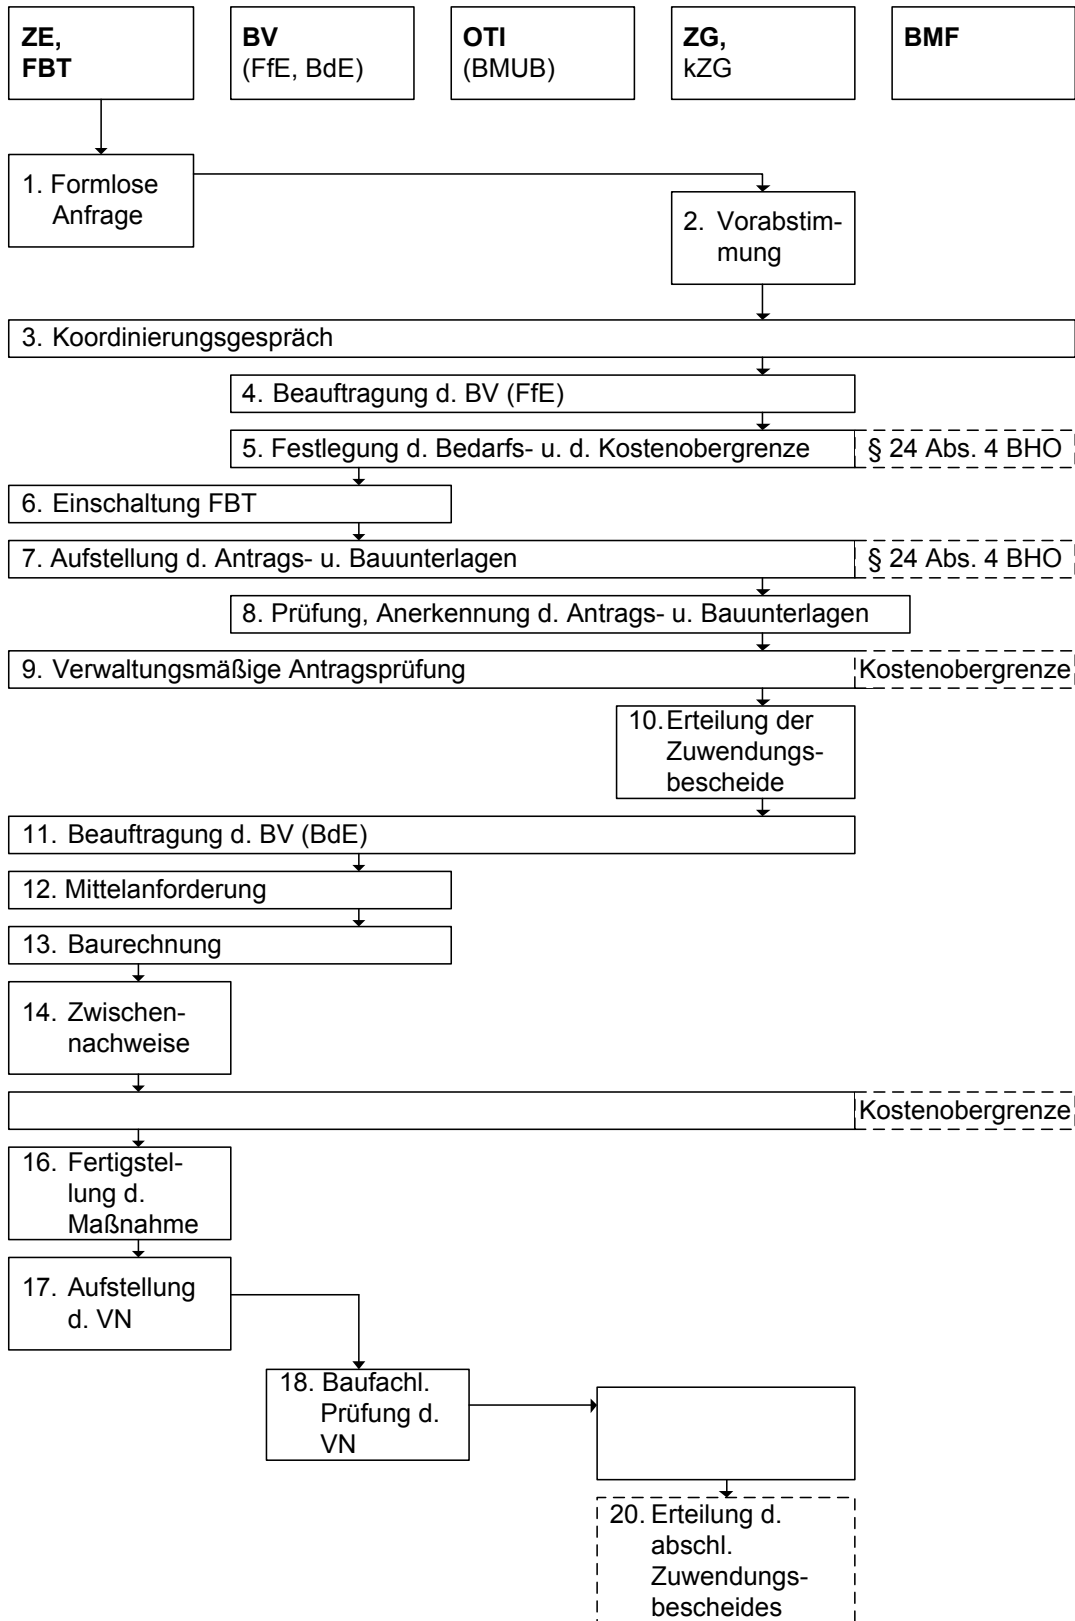 ZE,
FBT
BV
(FfE, BdE)
OTI
(BMUB)
ZG,
kZG
BMF
1. Formlose
Anfrage
2. Vorabstim-
mung
3. Koordinierungsgespräch
4. Beauftragung d. BV (FfE)
5. Festlegung d. Bedarfs- u. d. Kostenobergrenze
§ 24 Abs. 4 BHO
6. Einschaltung FBT
7. Aufstellung d. Antrags- u. Bauunterlagen
§ 24 Abs. 4 BHO
8. Prüfung, Anerkennung d. Antrags- u. Bauunterlagen
9. Verwaltungsmäßige Antragsprüfung
Kostenobergrenze
10. Erteilung der
Zuwendungs-
bescheide
11. Beauftragung d. BV (BdE)
12. Mittelanforderung
13. Baurechnung
14. Zwischen-
nachweise
Kostenobergrenze
16. Fertigstel-
lung d.
Maßnahme
17. Aufstellung
d. VN
18. Baufachl.
Prüfung d.
VN
20. Erteilung d.
abschl.
Zuwendungs-
bescheides